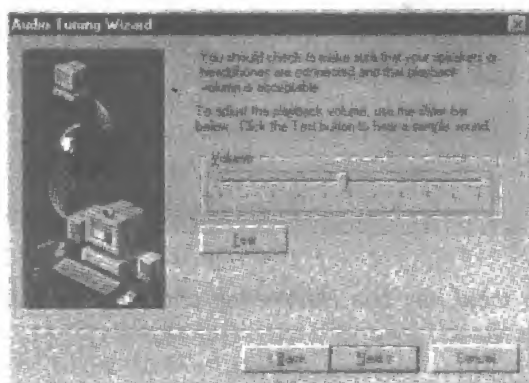 Audio Tuning Wizard
You should check to make sure that your speakers or
headphones are connected and that playback
volume is acceptable
To adjust the playback volume, use the slider bar
below. Click the Test button to hear a sample sound.
Volume
Test
< Back
Next >
Cancel